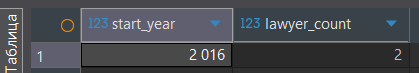 Таблица
123 start_year 123 lawyer_count
1 2 016 2